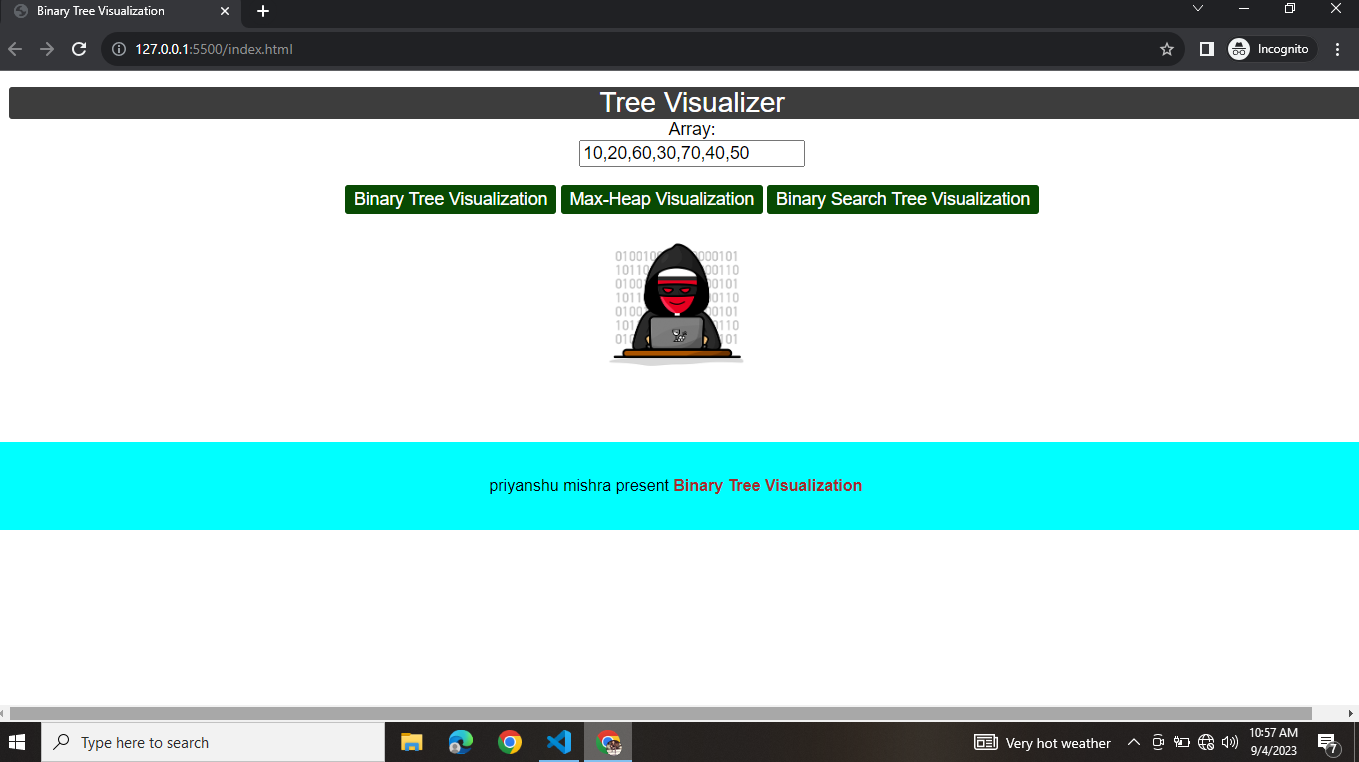 Binary Tree Visualization
127.0.0.1:5500/index.html
Incognito
Tree Visualizer
Array:
10,20,60,30,70,40,50
Binary Tree Visualization Max-Heap Visualization Binary Search Tree Visualization
priyanshu mishra present Binary Tree Visualization
Type here to search
Very hot weather
10:57 AM
9/4/2023
7